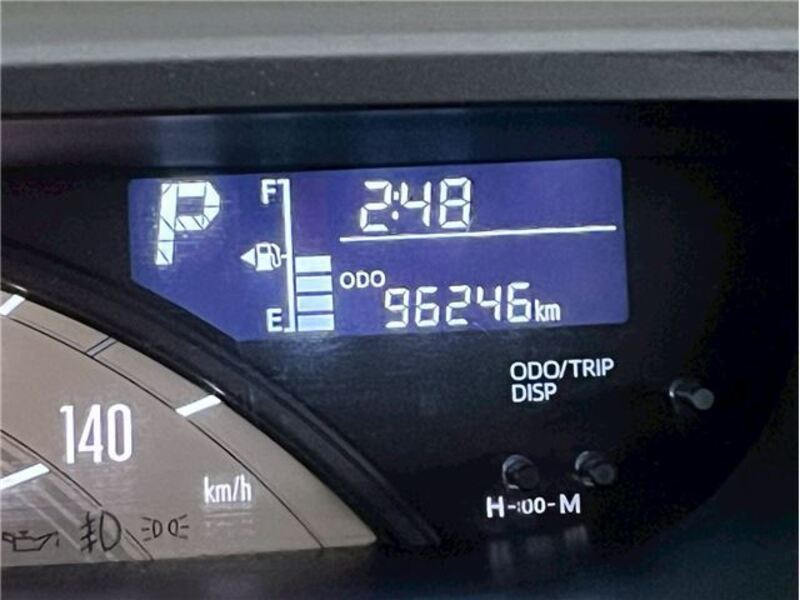 P
F
2:48
ODO
96246km
E
ODO/TRIP
DISP
140
km/h
H-:00-M